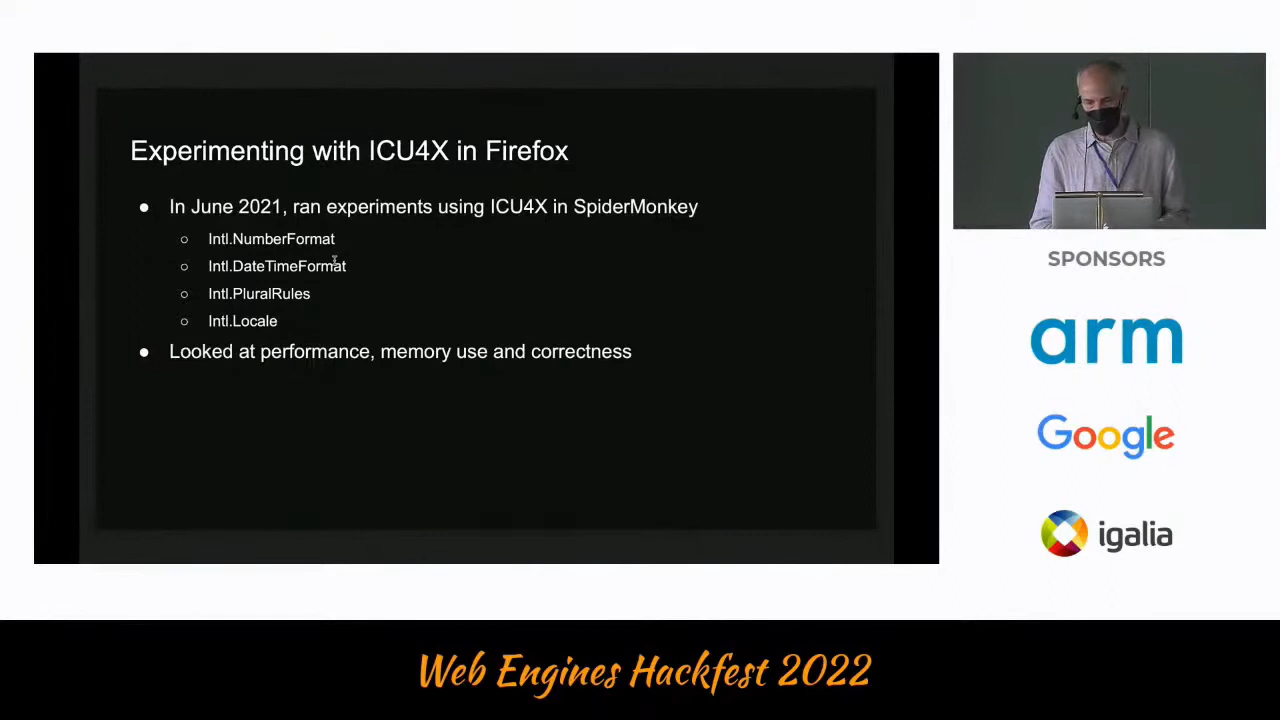 Experimenting with ICU4X in Firefox
● In June 2021, ran experiments using ICU4X in SpiderMonkey
○ Intl.NumberFormat
○ Intl.DateTimeFormat
○ Intl.PluralRules
○ Intl.Locale
● Looked at performance, memory use and correctness
SPONSORS
arm
Google
igalia
Web Engines Hackfest 2022